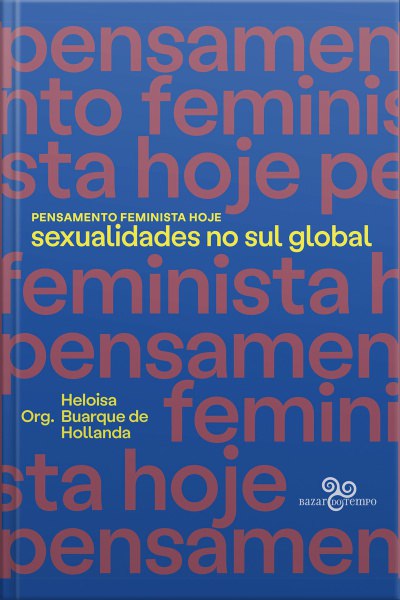 pensamen
nto feminis
sta hoje pe
PENSAMENTO FEMINISTA HOJE
sexualidades no sul global
feminista h
pensamen
Heloisa
Org. Buarque de
Hollanda
femini
sta hoje
BAZAR DO TEMPO
pensamen